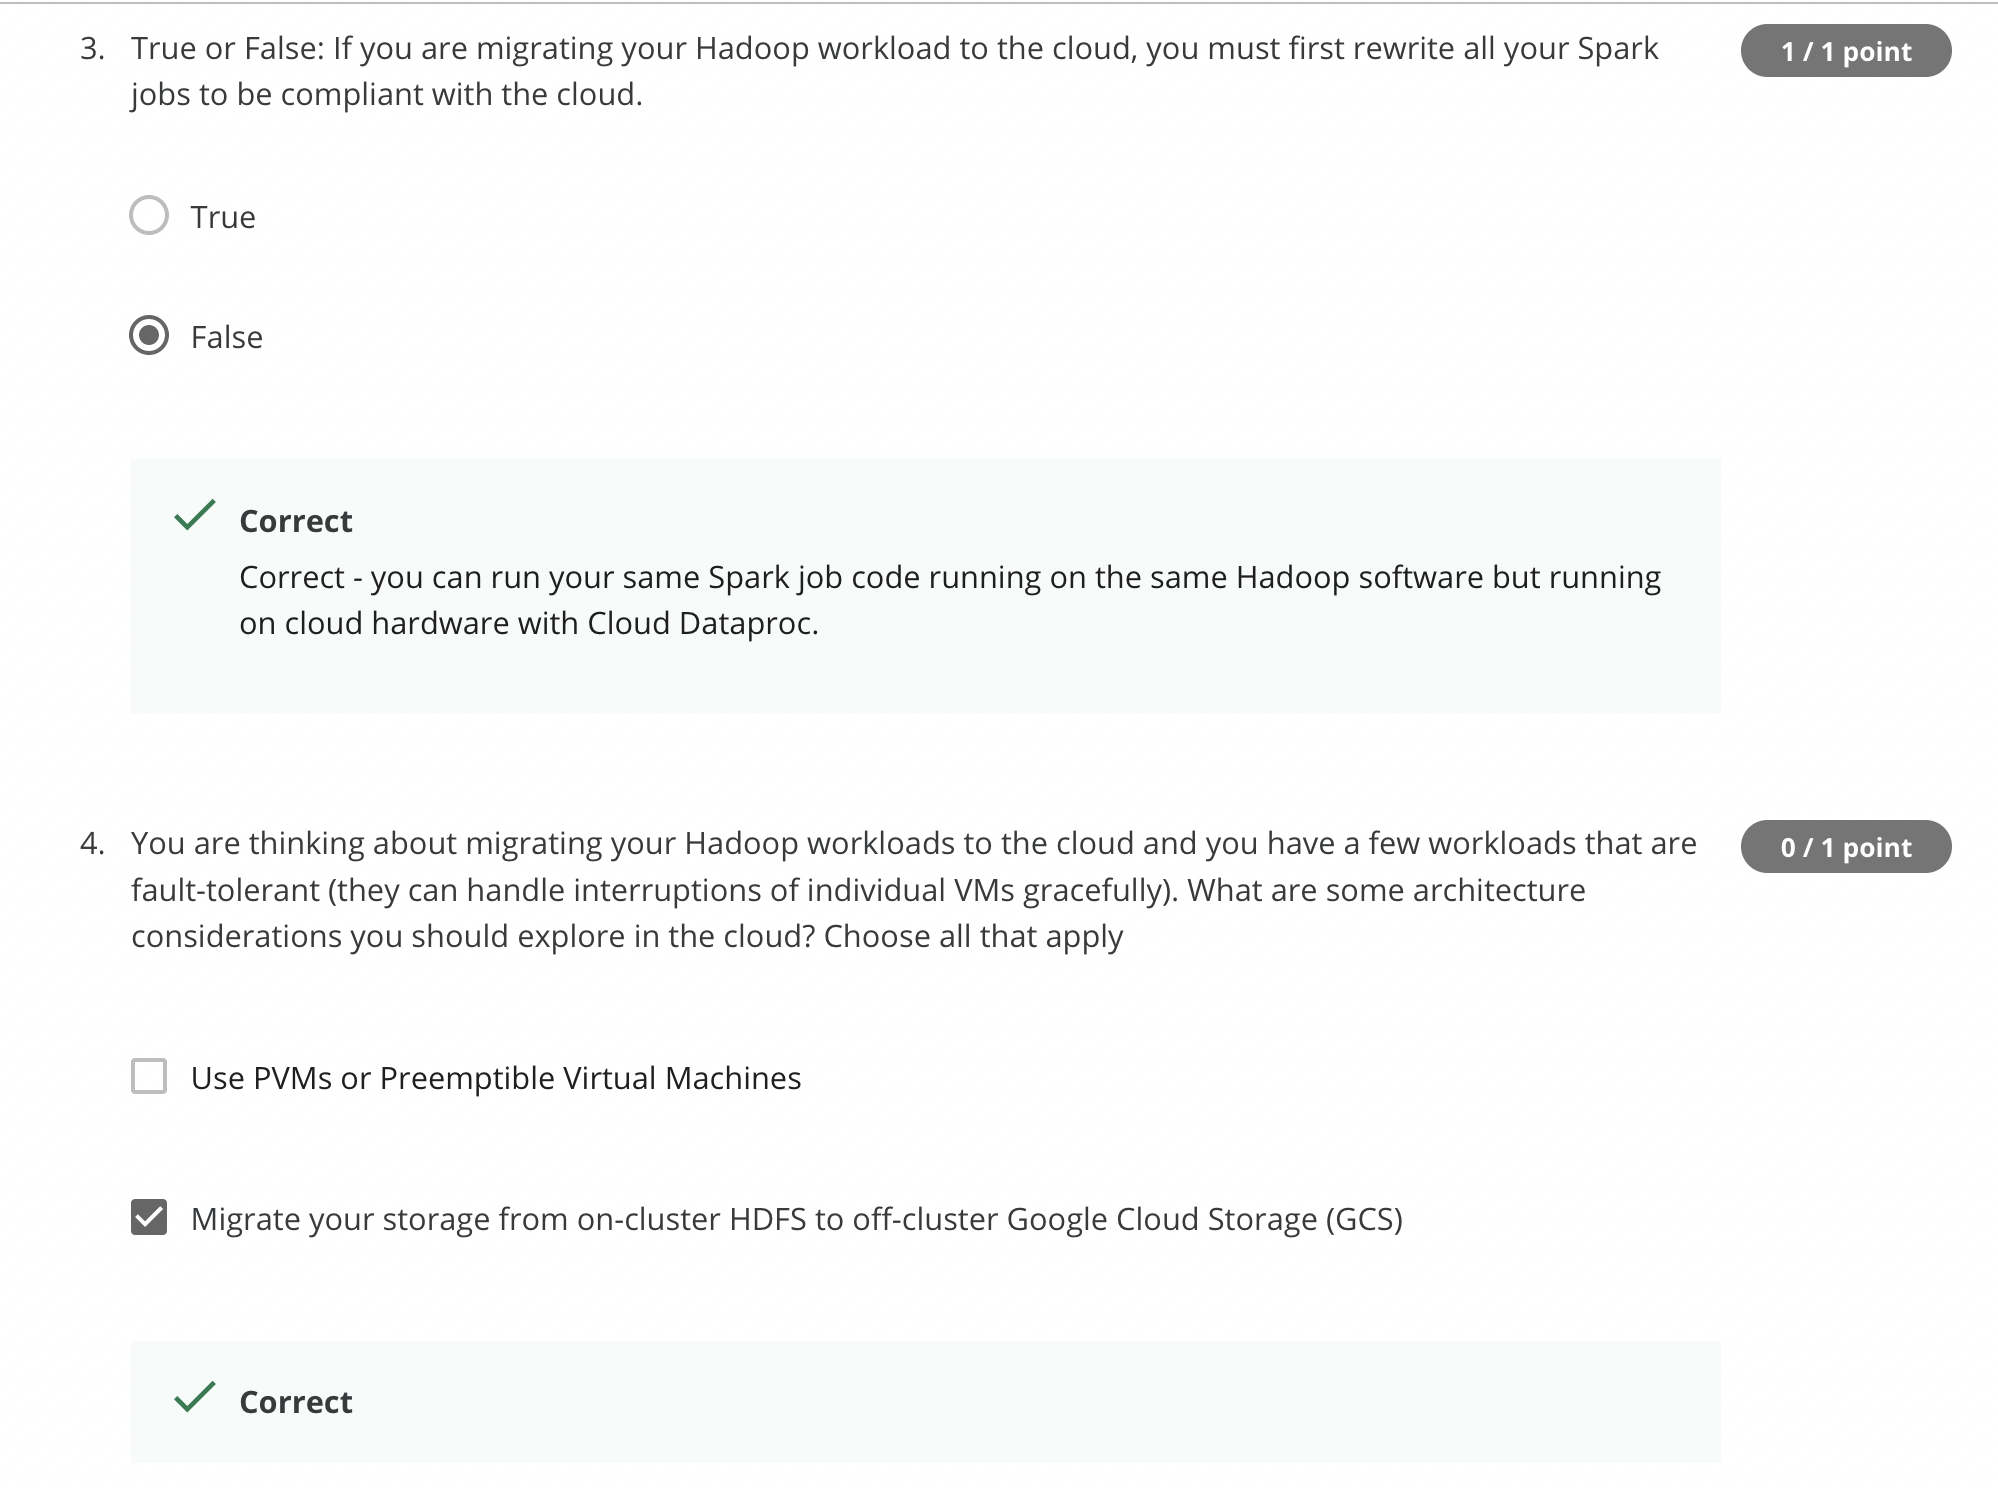 3. True or False: If you are migrating your Hadoop workload to the cloud, you must first rewrite all your Spark
jobs to be compliant with the cloud.
1 / 1 point
True
False
Correct
Correct - you can run your same Spark job code running on the same Hadoop software but running
on cloud hardware with Cloud Dataproc.
4. You are thinking about migrating your Hadoop workloads to the cloud and you have a few workloads that are
fault-tolerant (they can handle interruptions of individual VMs gracefully). What are some architecture
considerations you should explore in the cloud? Choose all that apply
0 / 1 point
Use PVMs or Preemptible Virtual Machines
Migrate your storage from on-cluster HDFS to off-cluster Google Cloud Storage (GCS)
Correct